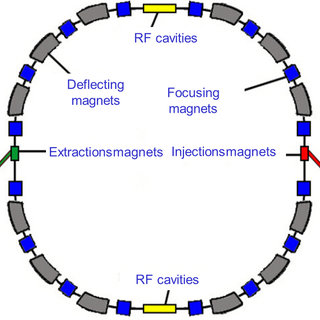 RF cavities
Deflecting
magnets
Focusing
magnets
Extractionsmagnets
Injectionsmagnets
RF cavities